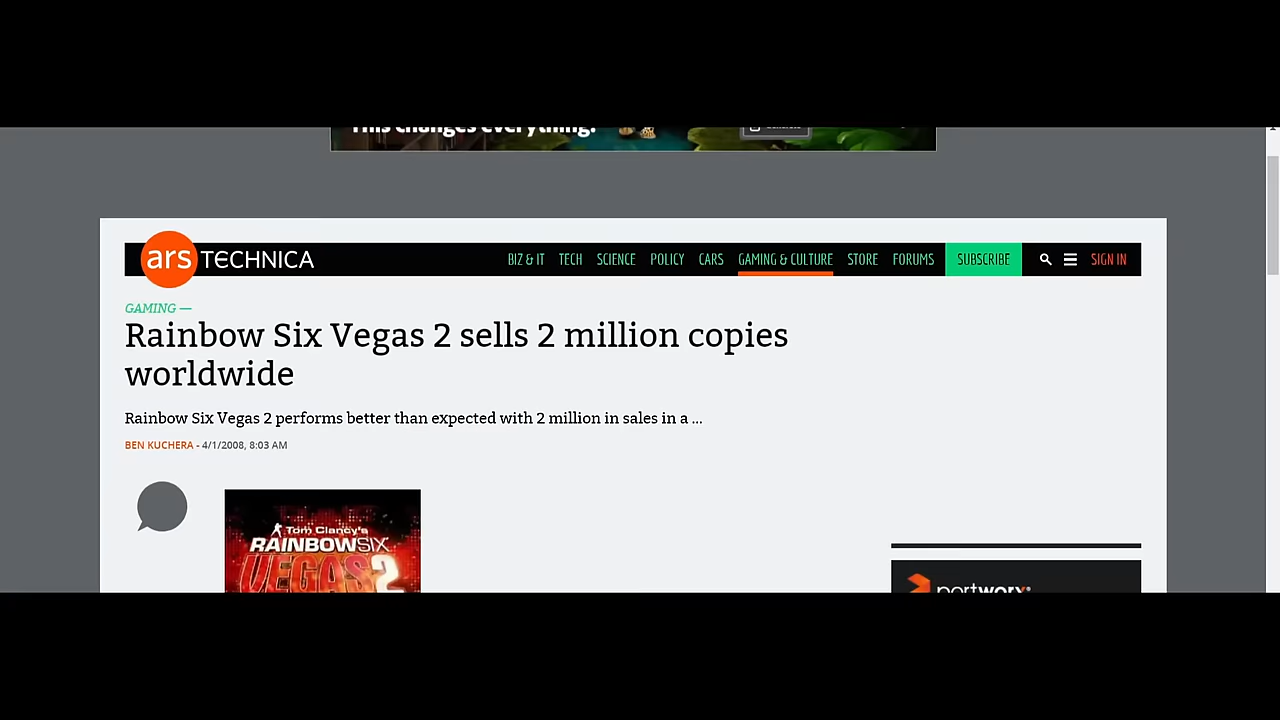 This changes everything.
ars TECHNICA
BIZ & IT TECH SCIENCE POLICY CARS GAMING & CULTURE STORE FORUMS SUBSCRIBE SIGN IN
GAMING —
Rainbow Six Vegas 2 sells 2 million copies
worldwide
Rainbow Six Vegas 2 performs better than expected with 2 million in sales in a ...
BEN KUCHERA - 4/1/2008, 8:03 AM
Tom Clancy's
RAINBOWSIX
VEGAS 2
portworx